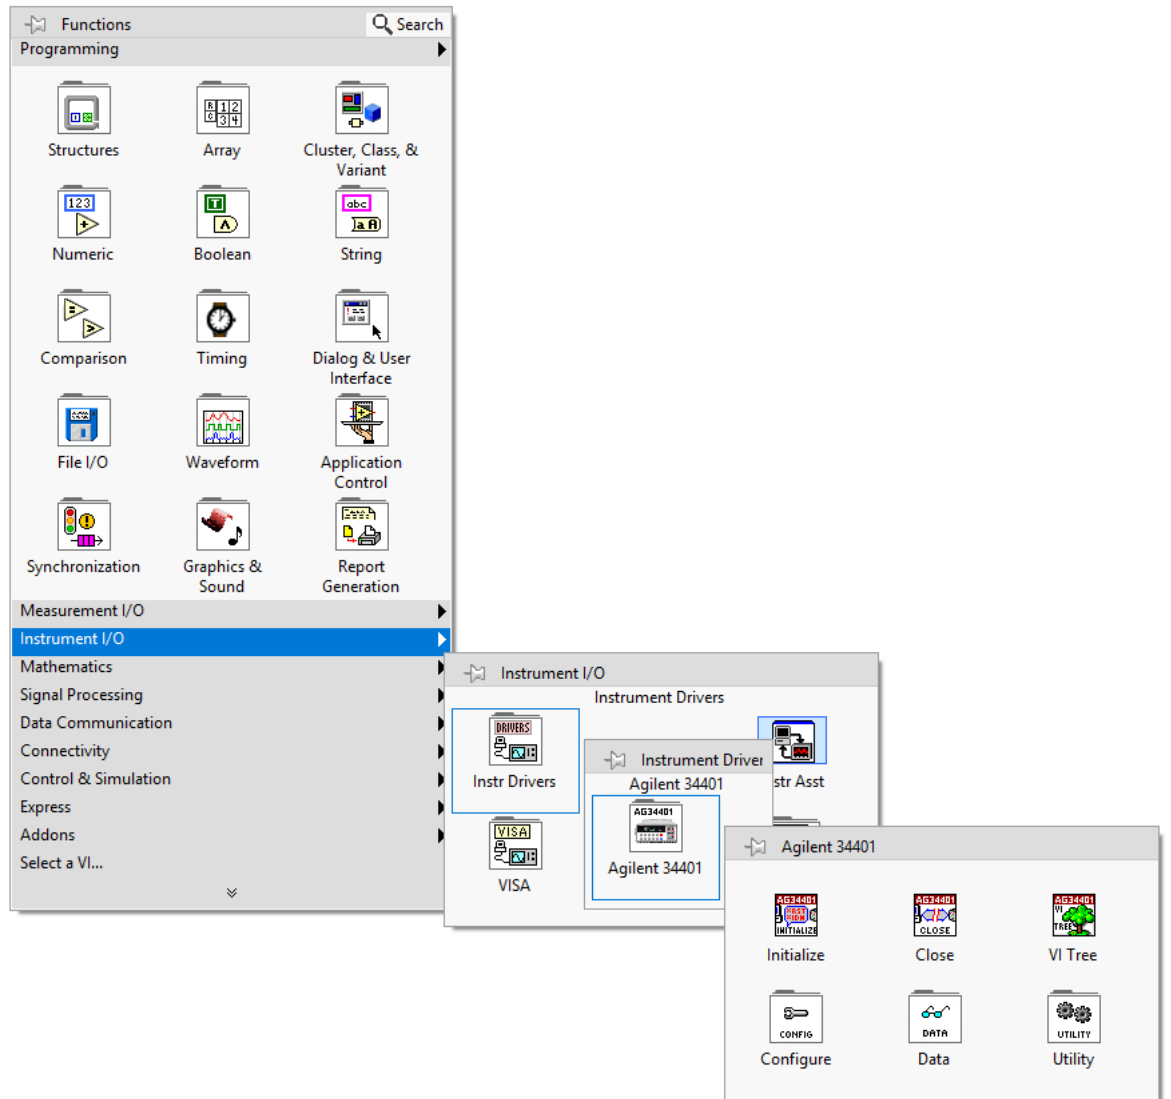 Functions
Search
Programming
Structures
Array
Cluster, Class, &
Variant
123
abc
Numeric
Boolean
String
Comparison
Timing
Dialog & User
Interface
File I/O
Waveform
Application
Control
Synchronization
Graphics &
Sound
Report
Generation
Measurement I/O
Instrument I/O
Mathematics
Signal Processing
Data Communication
Connectivity
Control & Simulation
Express
Addons
Select a VI...
Instrument I/O
Instrument Drivers
DRIVERS
Instr Drivers
str Asst
VISA
VISA
Instrument Driver
Agilent 34401
AG34401
Agilent 34401
Agilent 34401
AG34401
INITIALIZE
Initialize
AG34401
CLOSE
Close
AG34401
VI
TREE
VI Tree
CONFIG
Configure
DATA
Data
UTILITY
Utility